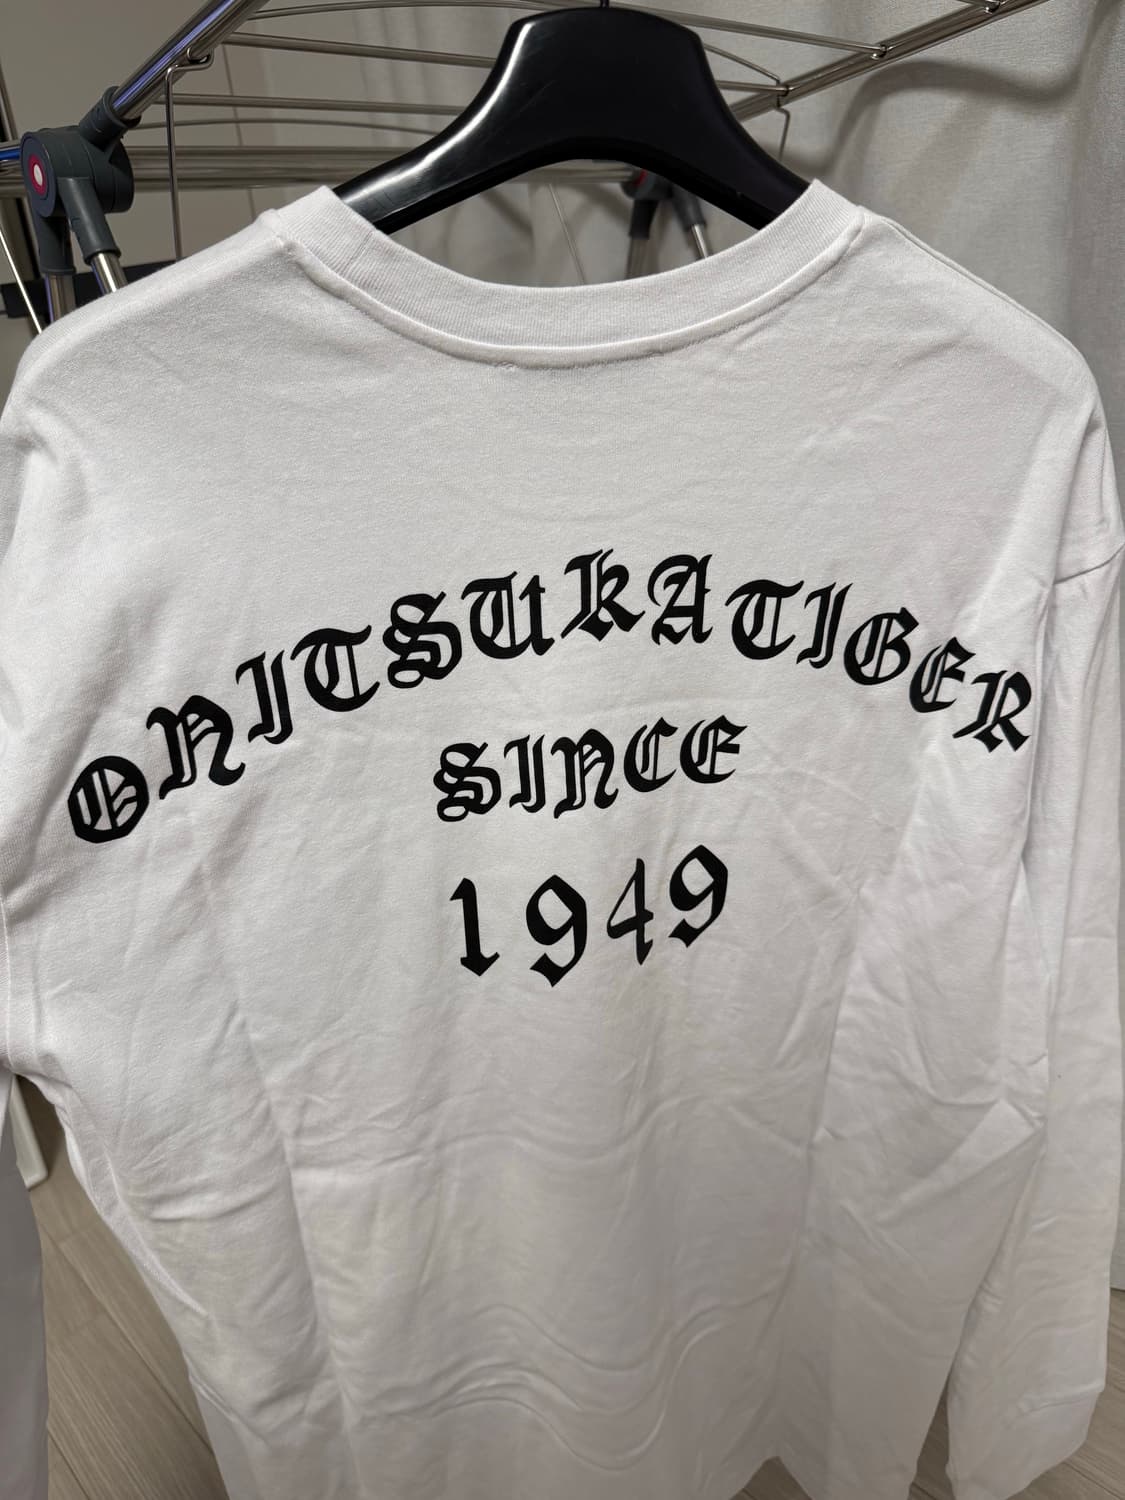 ONITSUKATIGER
SINCE
1949